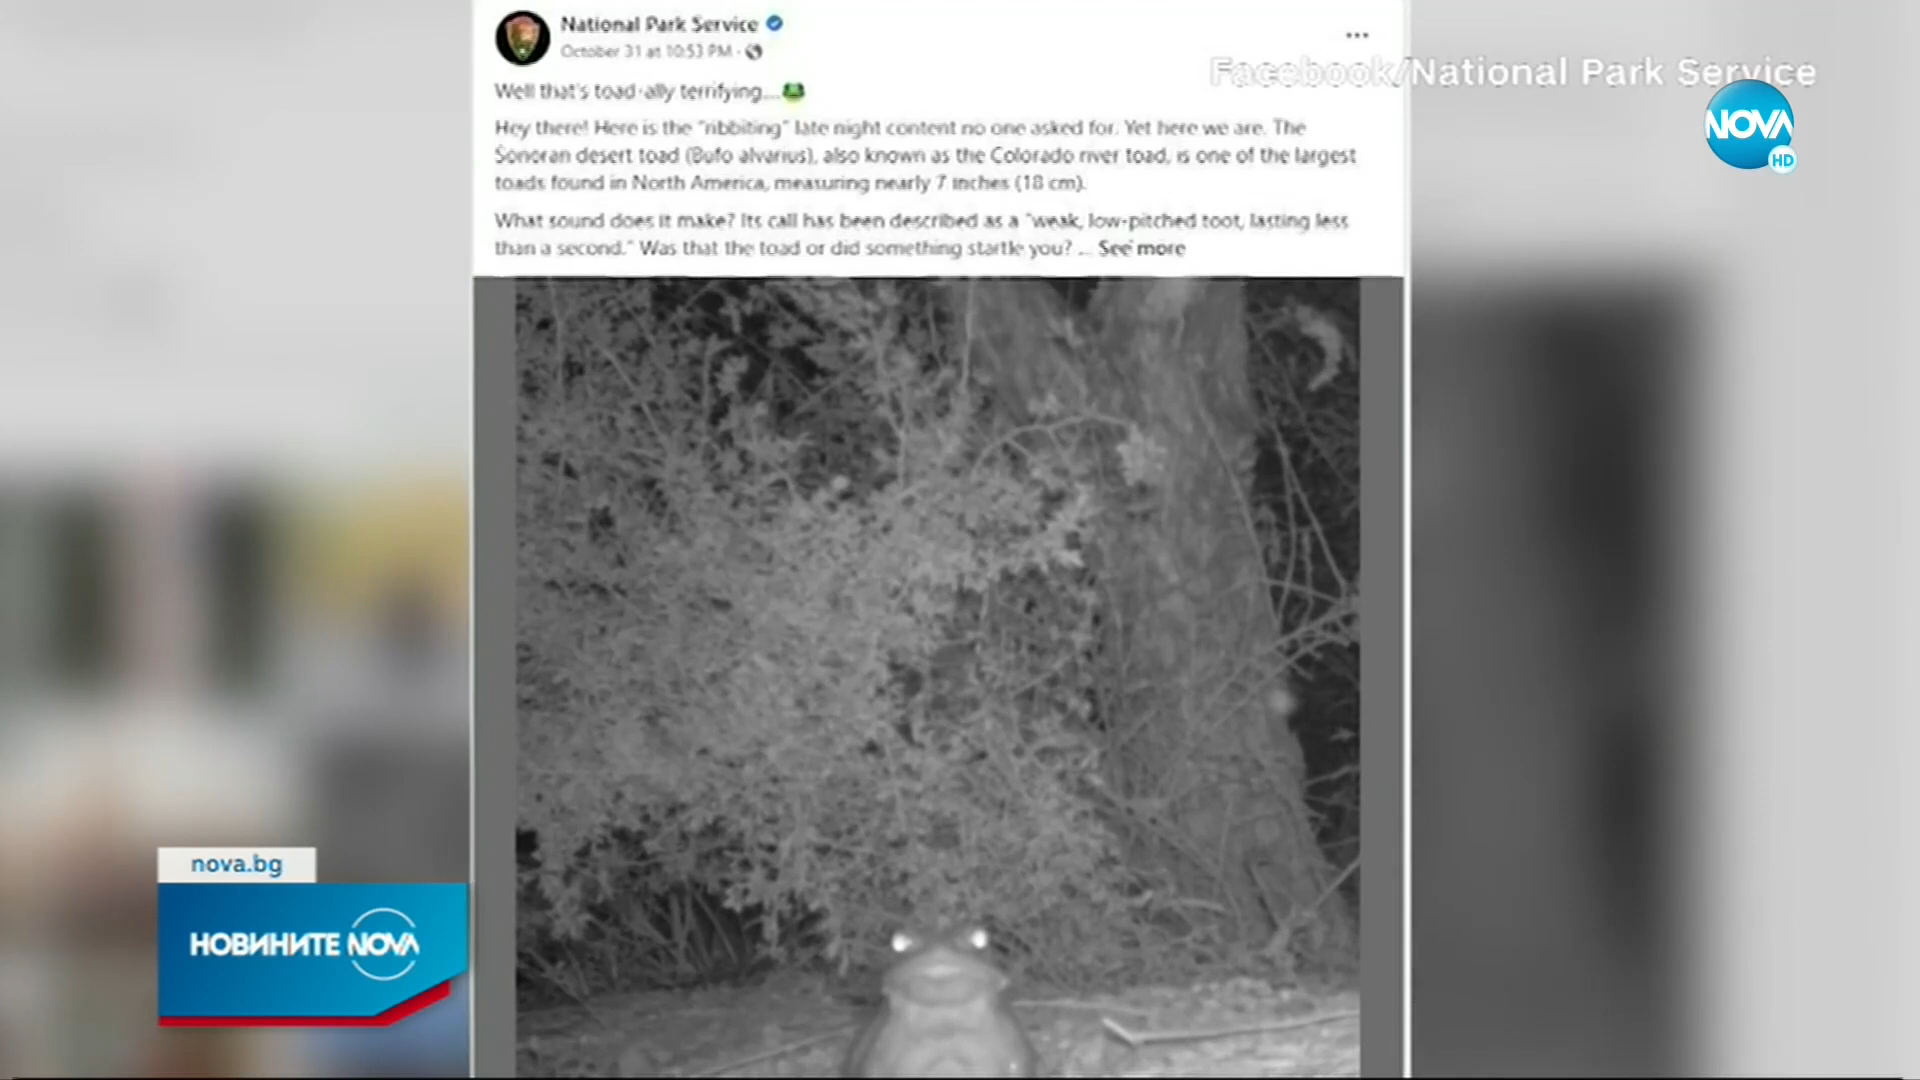 National Park Service
October 31 at 10:53 PM ·
Facebook/National Park Service
Well that's toad-ally terrifying....
Hey there! Here is the "ribbiting" late night content no one asked for. Yet here we are. The
Sonoran desert toad (Bufo alvarius), also known as the Colorado river toad, is one of the largest
toads found in North America, measuring nearly 7 inches (18 cm).
What sound does it make? Its call has been described as a "weak, low-pitched toot, lasting less
than a second." Was that the toad or did something startle you? ... See more
NOVA
HD
nova.bg
НОВИНИТЕ NOVA